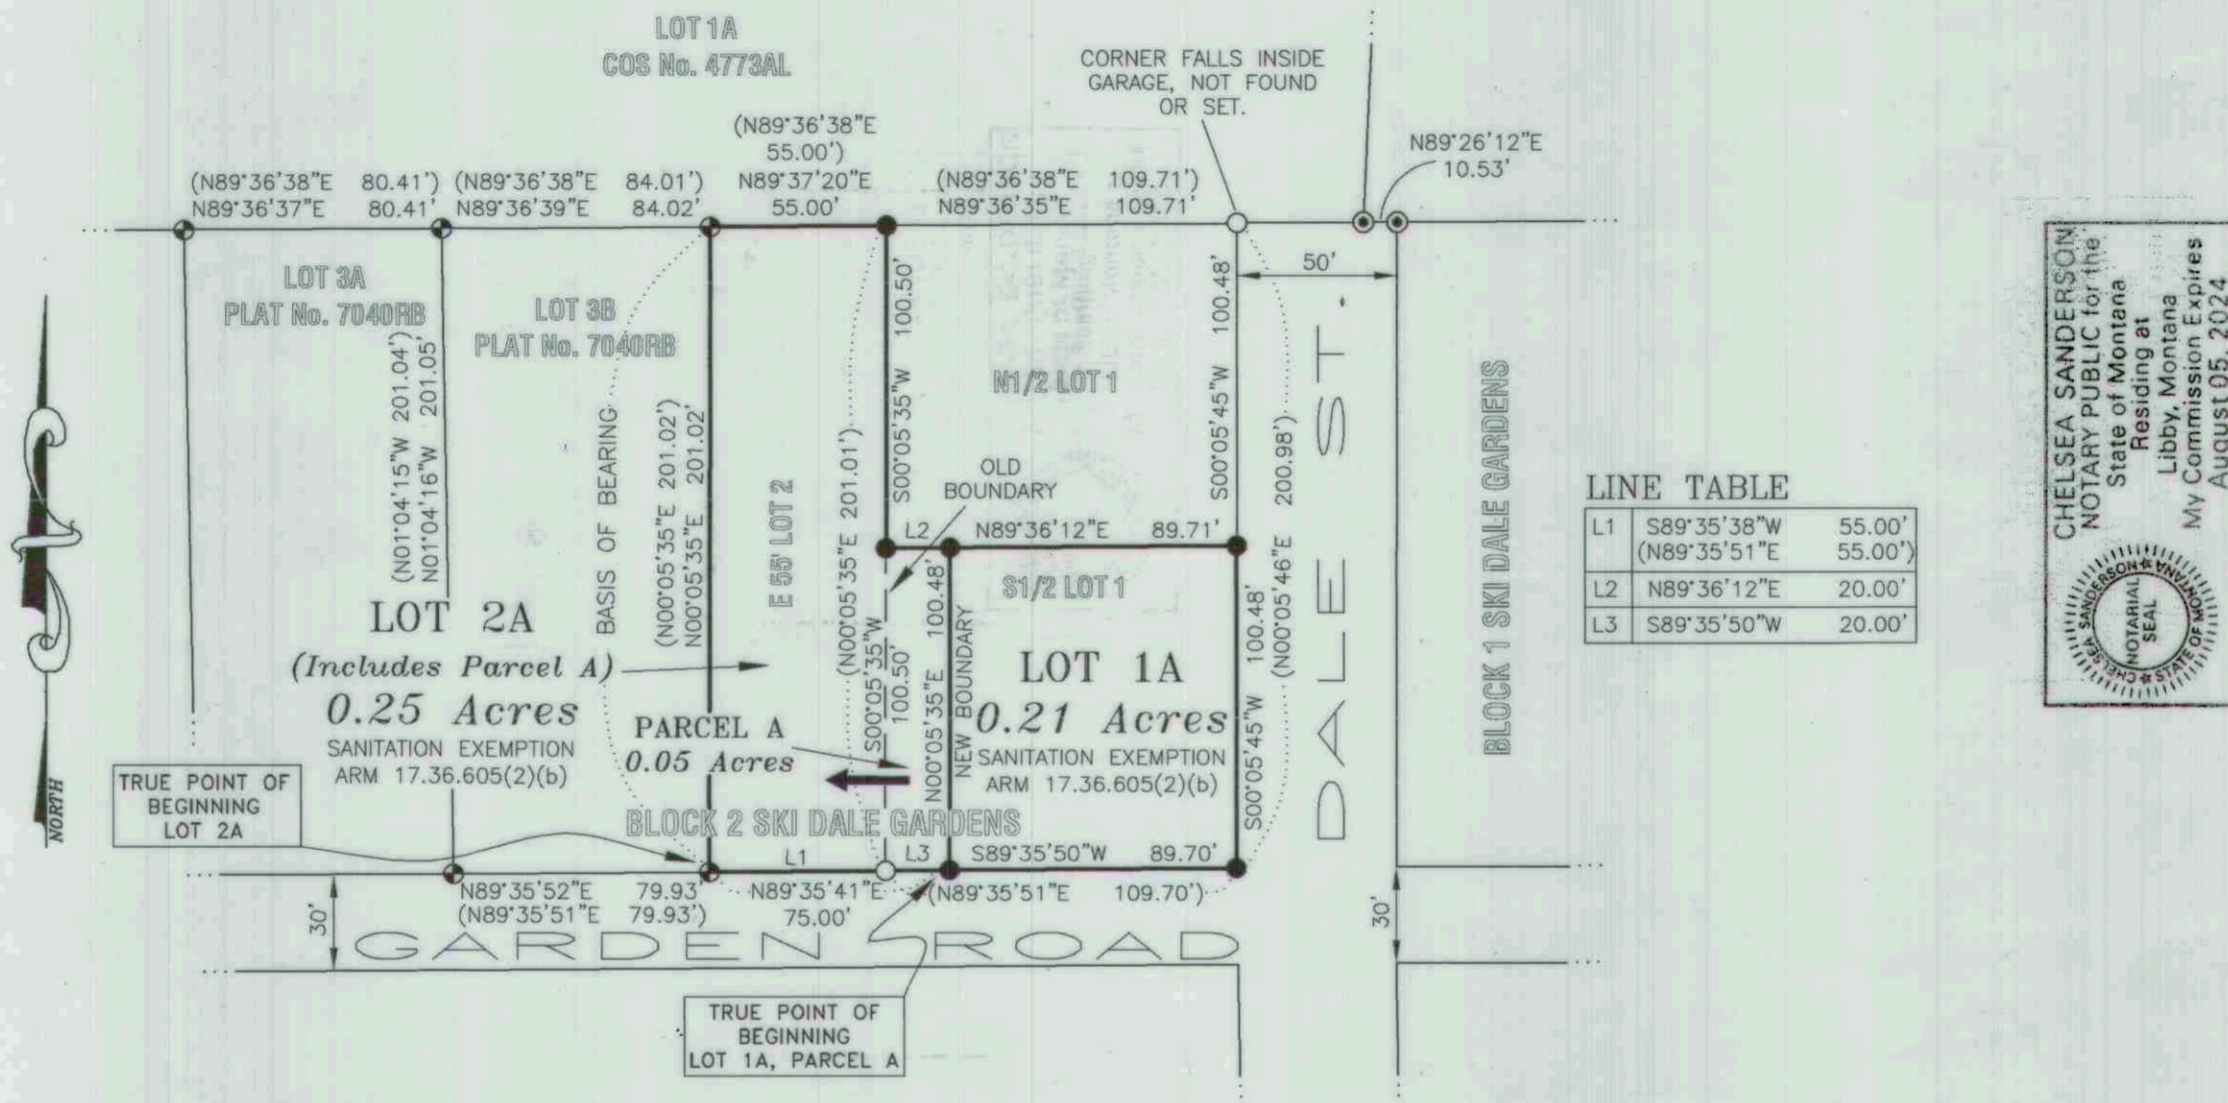 LOT 1A
COS No. 4773AL
CORNER FALLS INSIDE
GARAGE, NOT FOUND
OR SET.
(N89°36'38"E
55.00')
N89°37'20"E
55.00'
(N89°36'38"E 80.41')
N89°36'37"E 80.41'
(N89°36'38"E 84.01')
N89°36'39"E 84.02'
(N89°36'38"E 109.71')
N89°36'35"E 109.71'
N89°26'12"E
10.53'
50'
LOT 3A
PLAT No. 7040RB
LOT 3B
PLAT No. 7040RB
(N01°04'15"W 201.04')
N01°04'16"W 201.05'
BASIS OF BEARING
(N00°05'35"E 201.02')
N00°05'35"E 201.02'
E 55' LOT 2
(N00°05'35"E 201.01')
S00°05'35"W 100.50'
N1/2 LOT 1
S00°05'45"W 100.48'
(N00°05'46"E 200.98')
DALE ST.
BLOCK 1 SKI DALE GARDENS
OLD
BOUNDARY
L2
N89°36'12"E 89.71'
S1/2 LOT 1
S00°05'35"W
100.50'
N00°05'35"E 100.48'
NEW BOUNDARY
S00°05'45"W 100.48'
LOT 2A
(Includes Parcel A)
0.25 Acres
SANITATION EXEMPTION
ARM 17.36.605(2)(b)
PARCEL A
0.05 Acres
LOT 1A
0.21 Acres
SANITATION EXEMPTION
ARM 17.36.605(2)(b)
BLOCK 2 SKI DALE GARDENS
TRUE POINT OF
BEGINNING
LOT 2A
L1
L3
S89°35'50"W 89.70'
N89°35'52"E 79.93'
(N89°35'51"E 79.93')
N89°35'41"E
75.00'
(N89°35'51"E 109.70')
30'
30'
GARDENS ROAD
TRUE POINT OF
BEGINNING
LOT 1A, PARCEL A
NORTH
LINE TABLE
L1 S89°35'38"W 55.00'
(N89°35'51"E 55.00')
L2 N89°36'12"E 20.00'
L3 S89°35'50"W 20.00'
CHELSEA SANDERSON
NOTARY PUBLIC for the
State of Montana
Residing at
Libby, Montana
My Commission Expires
August 05, 2024
CHELSEA SANDERSON
NOTARIAL
SEAL
STATE OF MONTANA